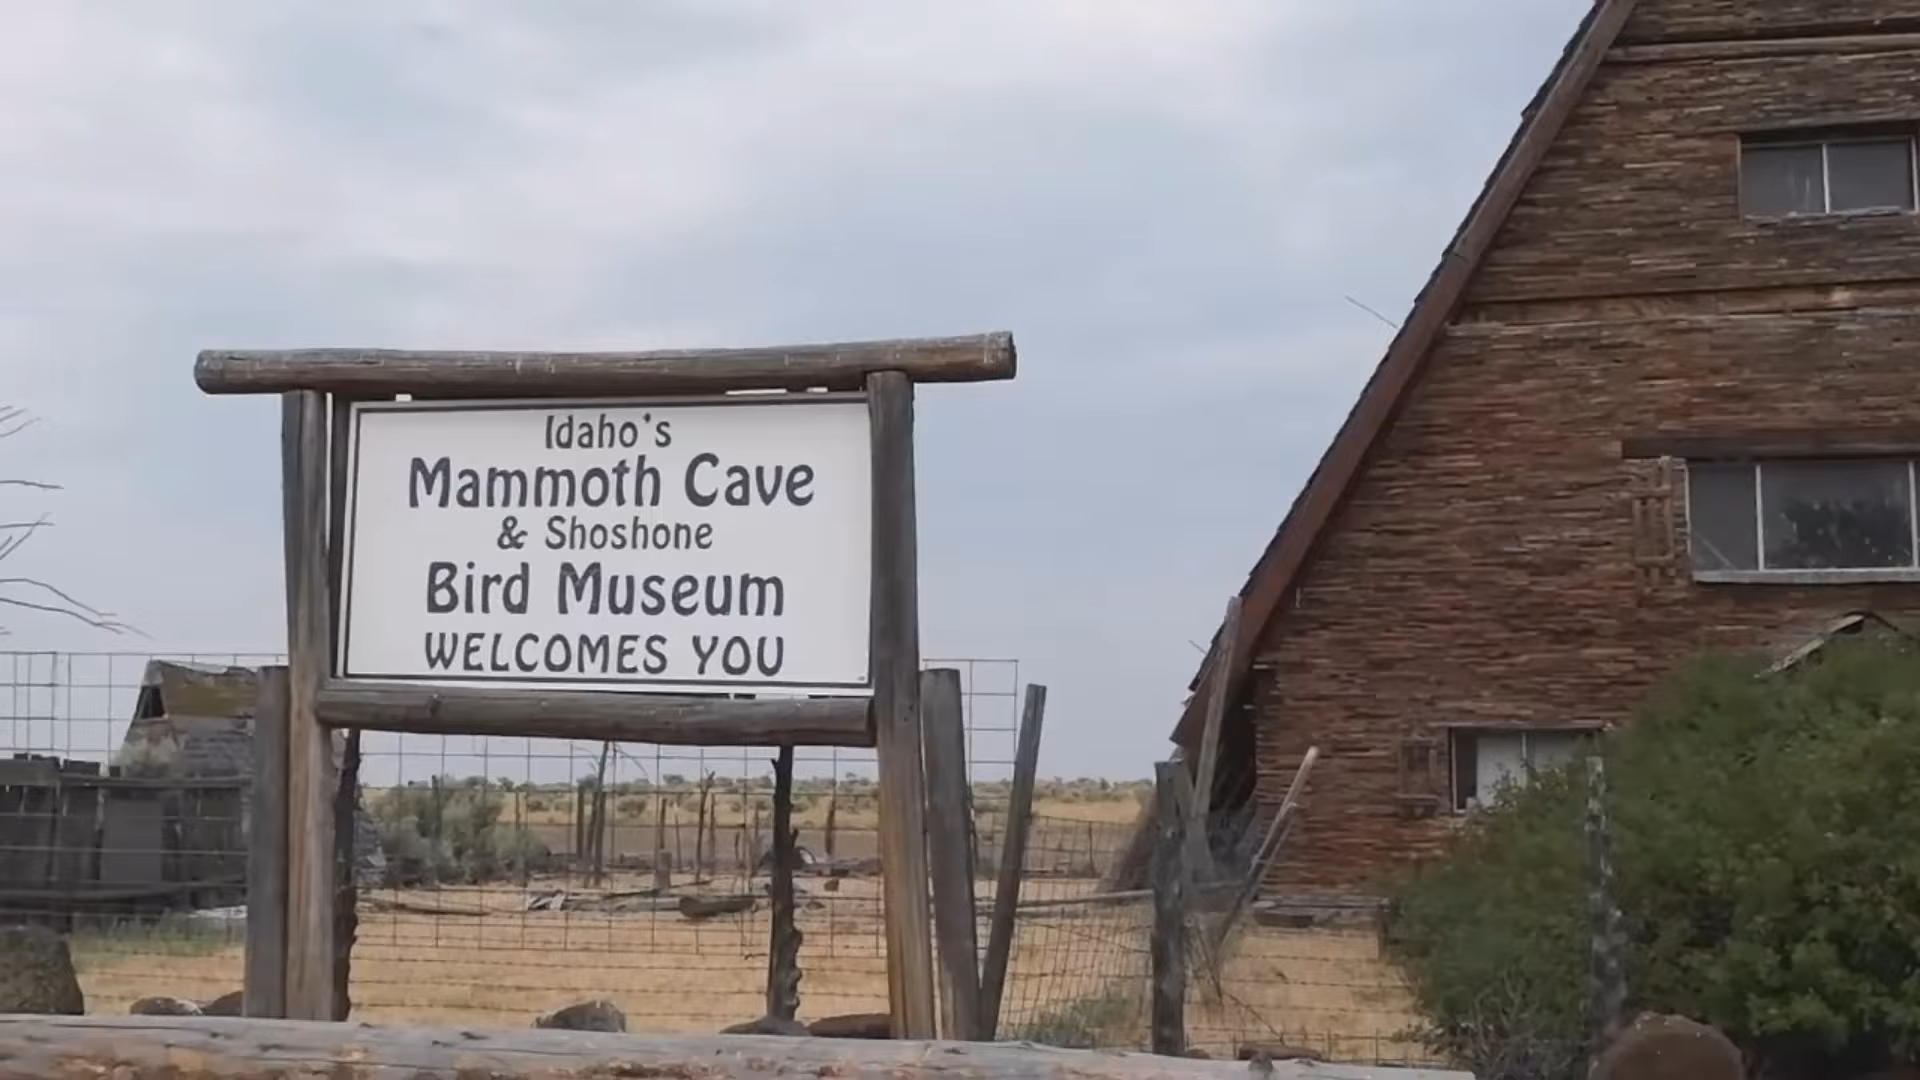 Idaho's
Mammoth Cave
& Shoshone
Bird Museum
WELCOMES YOU